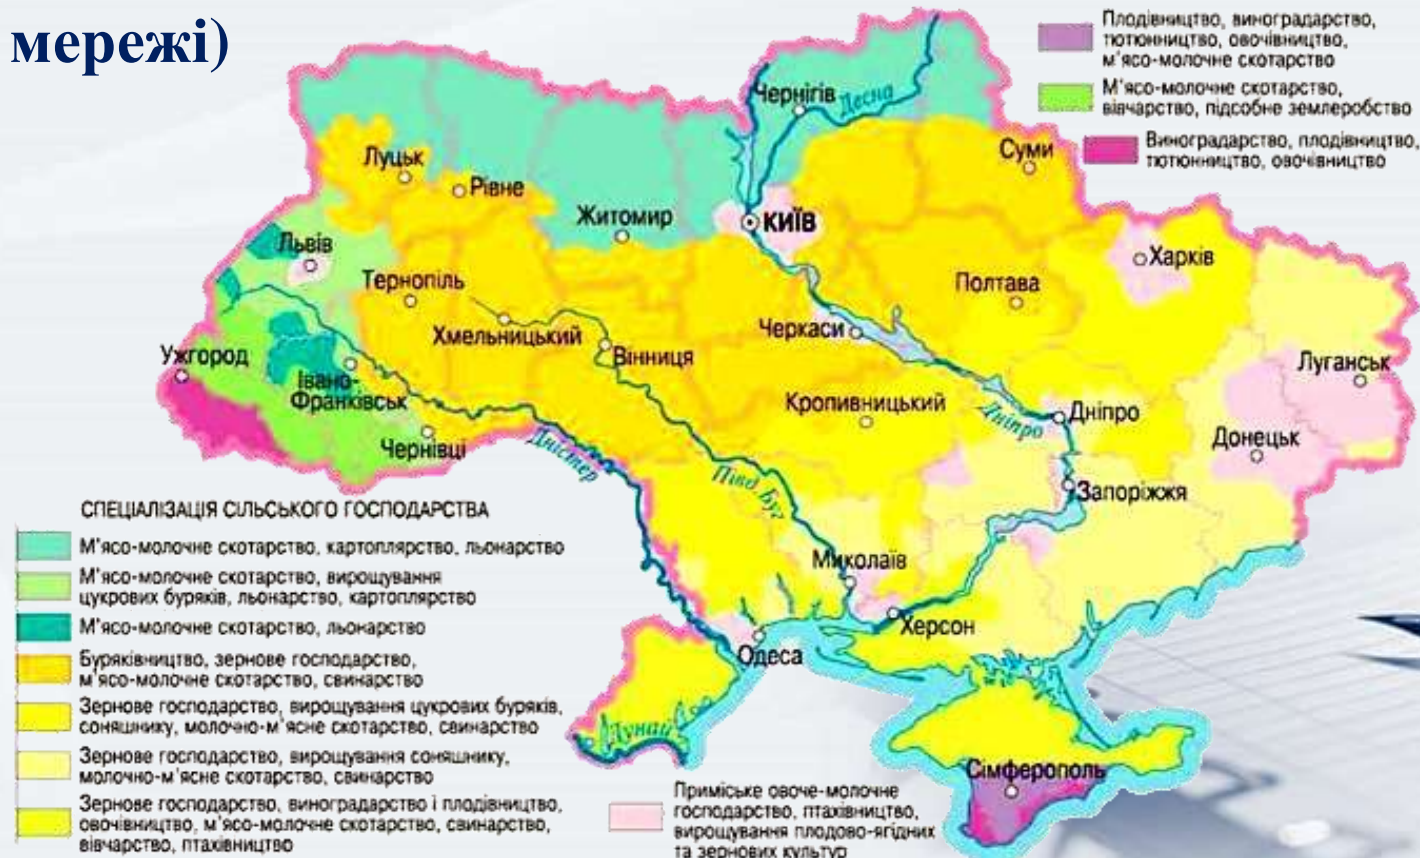 мережі)
Плодівництво, виноградарство,
тютюнництво, овочівництво,
м'ясо-молочне скотарство
М'ясо-молочне скотарство,
вівчарство, підсобне землеробство
Виноградарство, плодівництво,
тютюнництво, овочівництво
Чернігів
Десна
Суми
Луцьк
Рівне
Житомир
КИЇВ
Львів
Харків
Тернопіль
Полтава
Хмельницький
Черкаси
Вінниця
Ужгород
Луганськ
Івано-
Франківськ
Кропивницький
Дніпро
Дніпро
Чернівці
Донецьк
Дністер
Півд. Буг
Запоріжжя
Миколаїв
Херсон
Одеса
Дунай
Сімферополь
СПЕЦІАЛІЗАЦІЯ СІЛЬСЬКОГО ГОСПОДАРСТВА
М'ясо-молочне скотарство, картоплярство, льонарство
М'ясо-молочне скотарство, вирощування
цукрових буряків, льонарство, картоплярство
М'ясо-молочне скотарство, льонарство
Буряківництво, зернове господарство,
м'ясо-молочне скотарство, свинарство
Зернове господарство, вирощування цукрових буряків,
соняшнику, молочно-м'ясне скотарство, свинарство
Зернове господарство, вирощування соняшнику,
молочно-м'ясне скотарство, свинарство
Зернове господарство, виноградарство і плодівництво,
овочівництво, м'ясо-молочне скотарство, свинарство,
вівчарство, птахівництво
Приміське овоче-молочне
господарство, птахівництво,
вирощування плодово-ягідних
та зернових культур